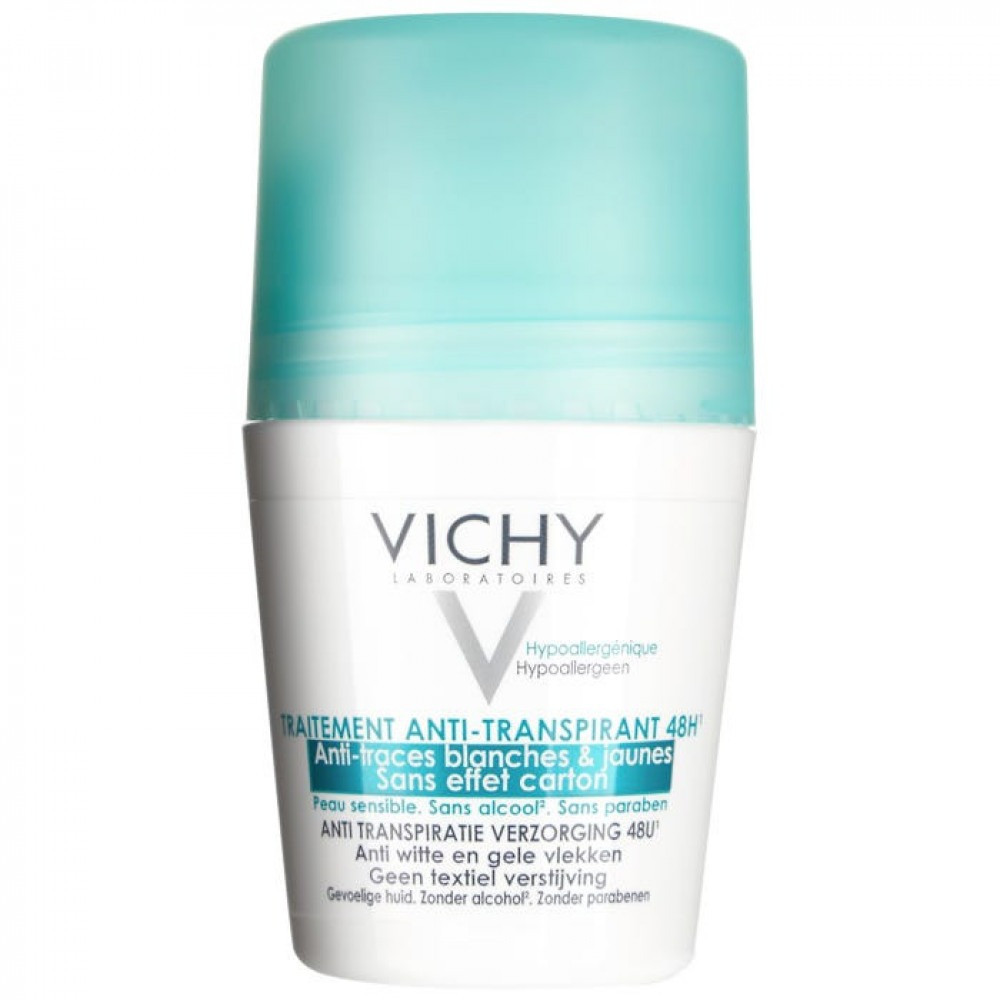 VICHY
LABORATOIRES
V
Hypoallergénique
Hypoallergeen
TRAITEMENT ANTI-TRANSPIRANT 48H¹
Anti-traces blanches & jaunes
Sans effet carton
Peau sensible. Sans alcool². Sans paraben
ANTI TRANSPIRATIE VERZORGING 48U¹
Anti witte en gele vlekken
Geen textiel verstijving
Gevoelige huid. Zonder alcohol². Zonder parabenen